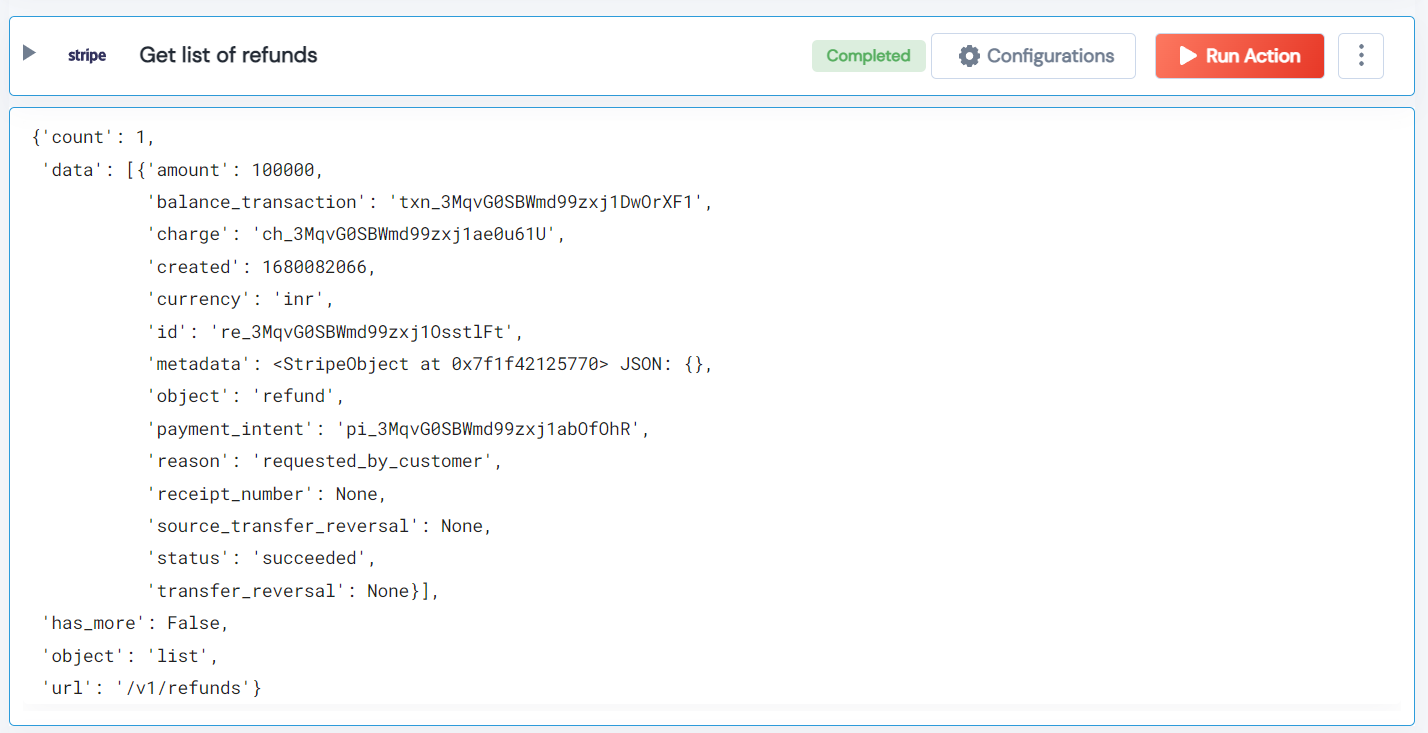 stripe Get list of refunds Completed Configurations Run Action
{'count': 1,
'data': [{'amount': 100000,
'balance_transaction': 'txn_3MqvG0SBWmd99zxj1DwOrXF1',
'charge': 'ch_3MqvG0SBWmd99zxj1ae0u61U',
'created': 1680082066,
'currency': 'inr',
'id': 're_3MqvG0SBWmd99zxj1OsstlFt',
'metadata': <StripeObject at 0x7f1f42125770> JSON: {},
'object': 'refund',
'payment_intent': 'pi_3MqvG0SBWmd99zxj1abOfOhR',
'reason': 'requested_by_customer',
'receipt_number': None,
'source_transfer_reversal': None,
'status': 'succeeded',
'transfer_reversal': None}],
'has_more': False,
'object': 'list',
'url': '/v1/refunds'}